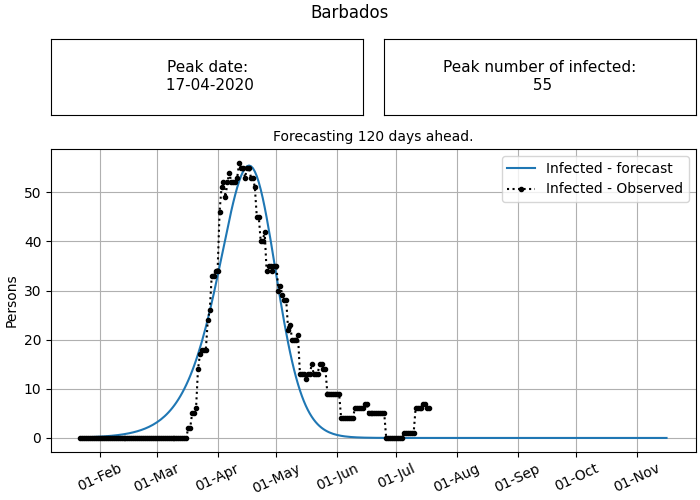 Barbados
Peak date:
17-04-2020
Peak number of infected:
55
Forecasting 120 days ahead.
Infected - forecast
Infected - Observed
Persons
50
40
30
20
10
0
01-Feb
01-Mar
01-Apr
01-May
01-Jun
01-Jul
01-Aug
01-Sep
01-Oct
01-Nov